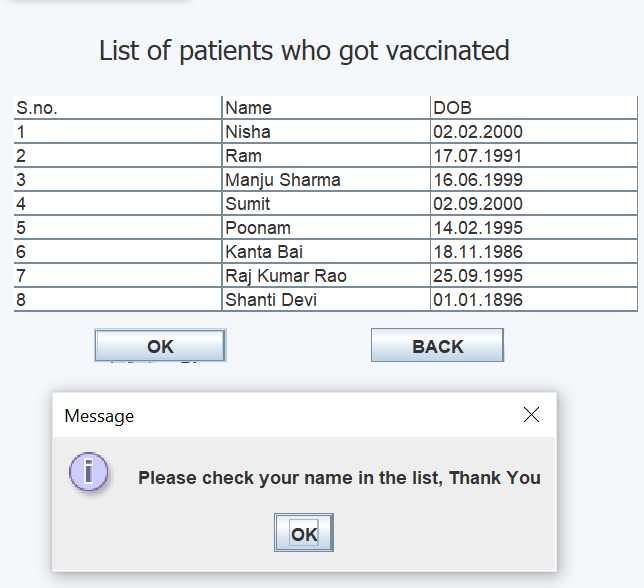 List of patients who got vaccinated
S.no. Name DOB
1 Nisha 02.02.2000
2 Ram 17.07.1991
3 Manju Sharma 16.06.1999
4 Sumit 02.09.2000
5 Poonam 14.02.1995
6 Kanta Bai 18.11.1986
7 Raj Kumar Rao 25.09.1995
8 Shanti Devi 01.01.1896
OK BACK
Message
i
Please check your name in the list, Thank You
OK